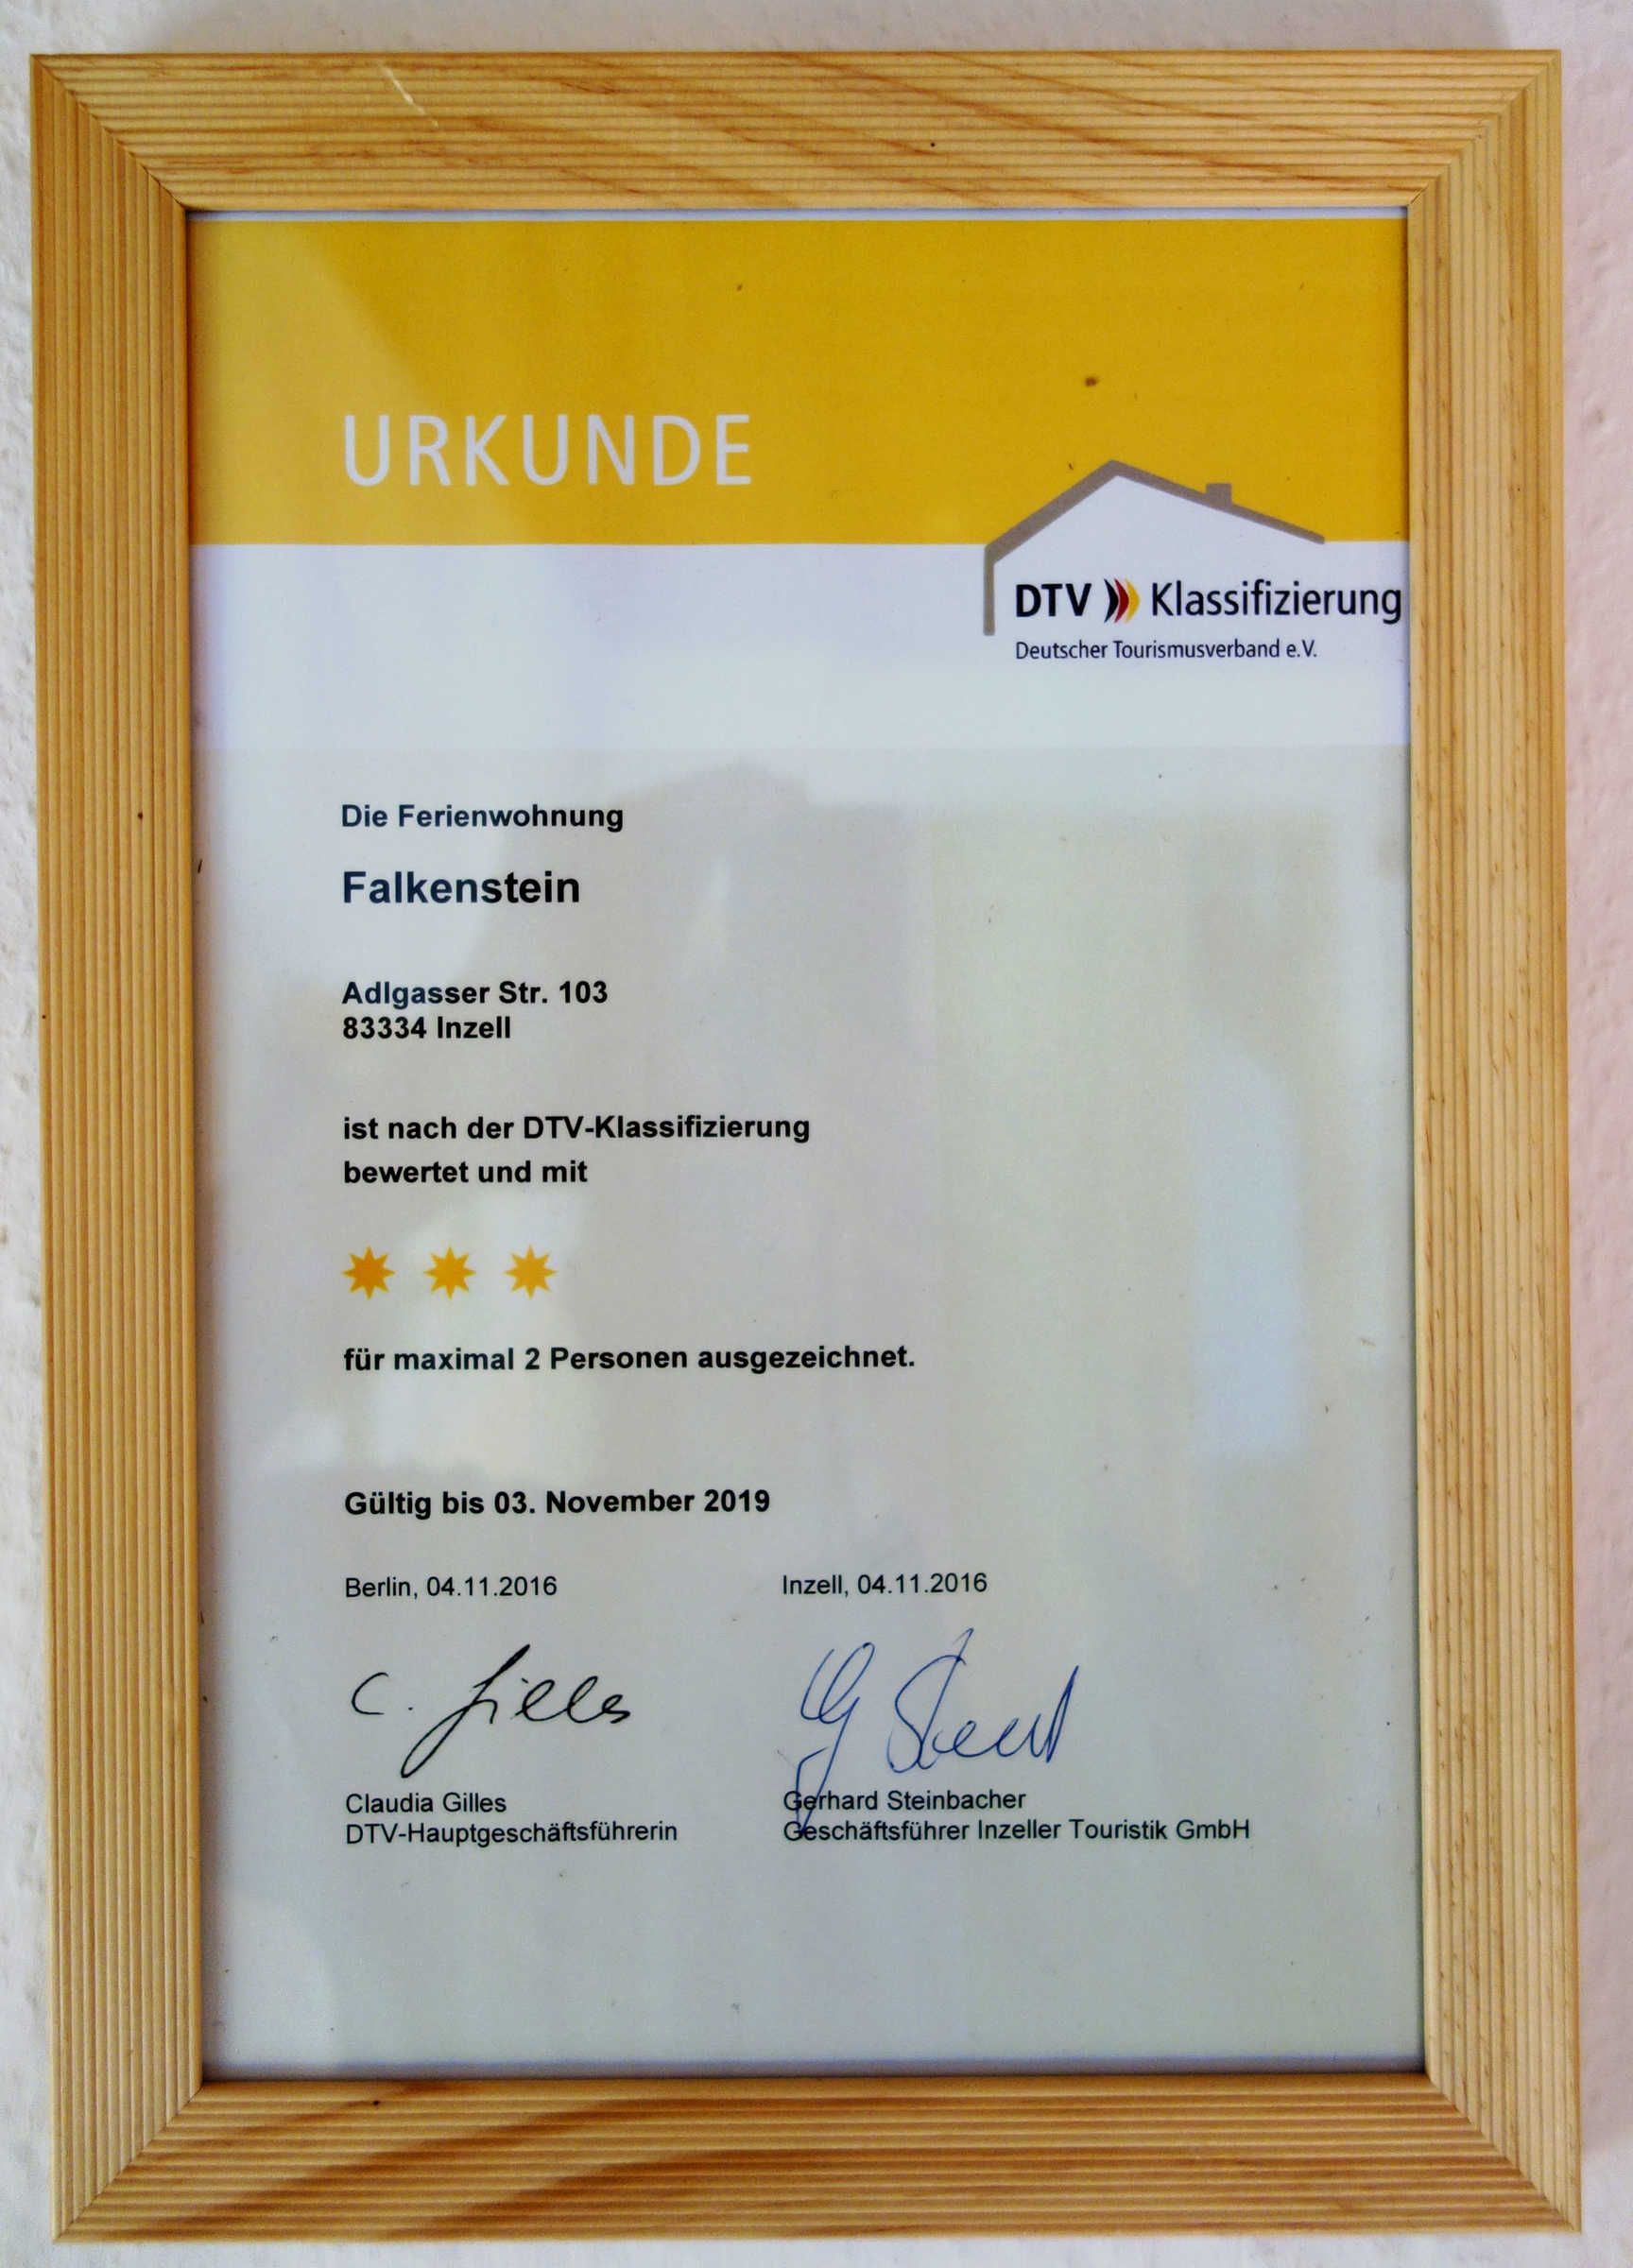 URKUNDE
DTV Klassifizierung
Deutscher Tourismusverband e.V.
Die Ferienwohnung
Falkenstein
Adlgasser Str. 103
83334 Inzell
ist nach der DTV-Klassifizierung
bewertet und mit
für maximal 2 Personen ausgezeichnet.
Gültig bis 03. November 2019
Berlin, 04.11.2016
Inzell, 04.11.2016
C. Gilles
Claudia Gilles
DTV-Hauptgeschäftsführerin
Gerhard Steinbacher
Geschäftsführer Inzeller Touristik GmbH